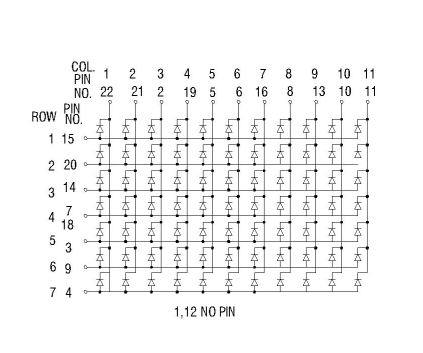 COL. 1 2 3 4 5 6 7 8 9 10 11
PIN
NO. 22 21 2 19 5 6 16 8 13 10 11
ROW PIN
NO.
1 15
2 20
3 14
4 7
18
5
3
6 9
7 4
1,12 NO PIN